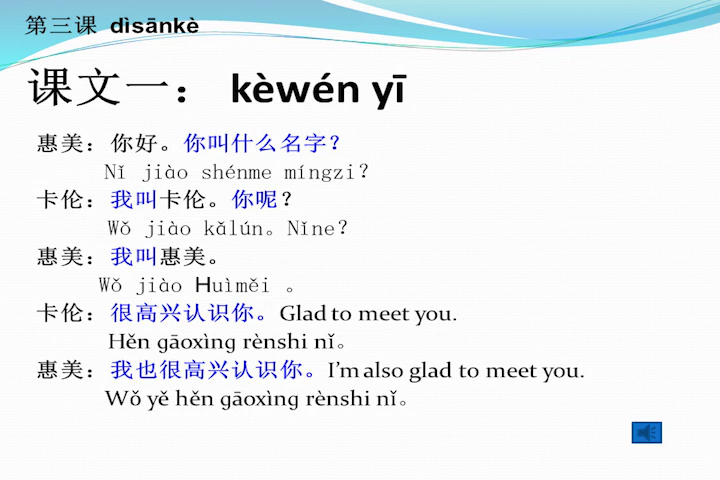 第三课 dìsānkè
课文一： kèwén yī
惠美：你好。你叫什么名字？
Nǐ jiào shénme míngzi？
卡伦：我叫卡伦。你呢？
Wǒ jiào kǎlún。Nǐne？
惠美：我叫惠美。
Wǒ jiào Huìměi 。
卡伦：很高兴认识你。Glad to meet you.
Hěn gāoxìng rènshi nǐ。
惠美：我也很高兴认识你。I’m also glad to meet you.
Wǒ yě hěn gāoxìng rènshi nǐ。